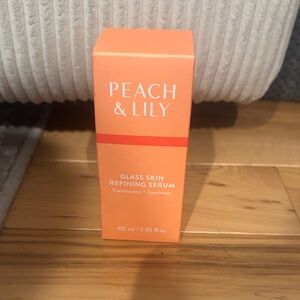 PEACH
& LILY
GLASS SKIN
REFINING SERUM
Translucent + Luminous
40 ml / 1.35 fl oz